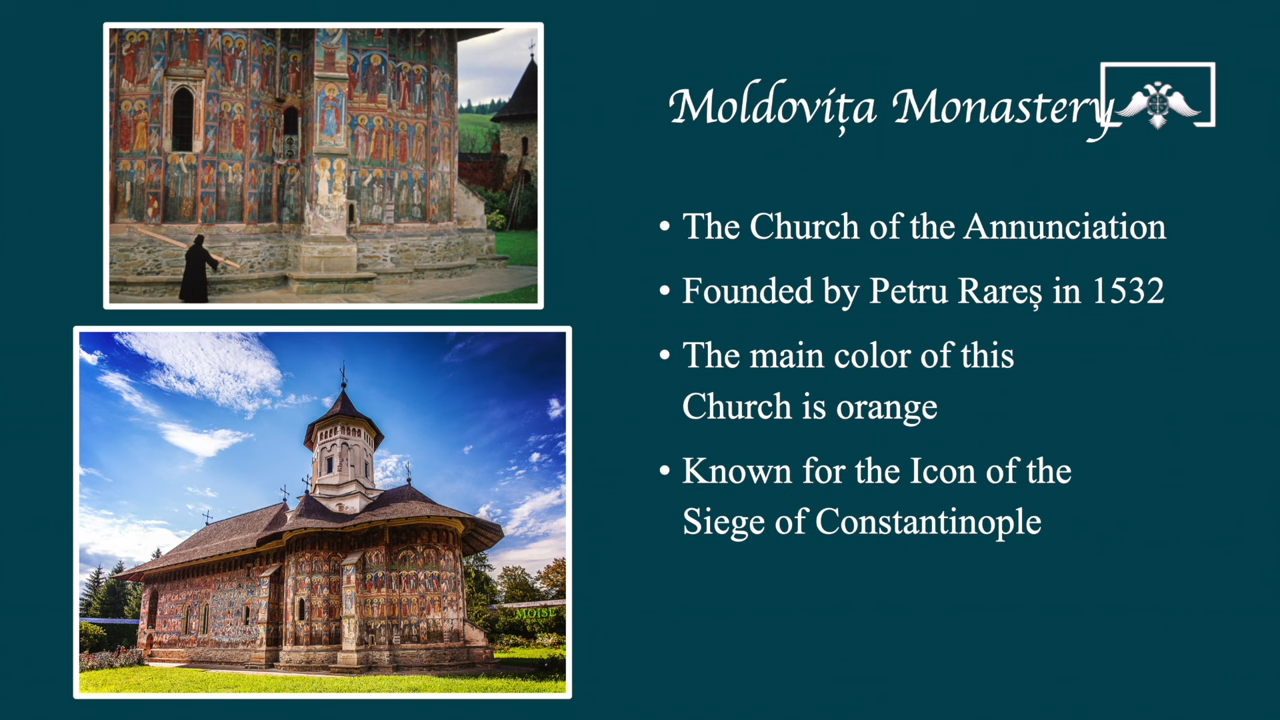 Moldovița Monastery
• The Church of the Annunciation
• Founded by Petru Rareș in 1532
• The main color of this
Church is orange
• Known for the Icon of the
Siege of Constantinople
MOISE